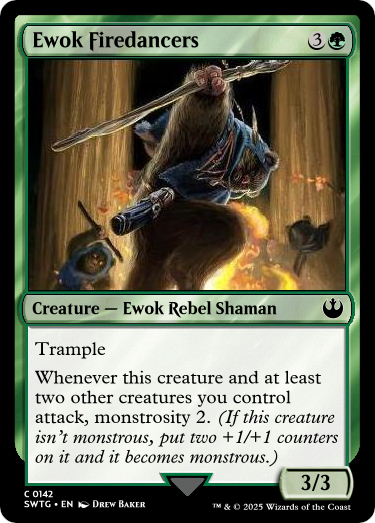 Ewok Firedancers 3
Creature — Ewok Rebel Shaman
Trample
Whenever this creature and at least
two other creatures you control
attack, monstrosity 2. (If this creature
isn't monstrous, put two +1/+1 counters
on it and it becomes monstrous.)
3/3
C 0142
SWTG • EN Drew Baker
™ & © 2025 Wizards of the Coast